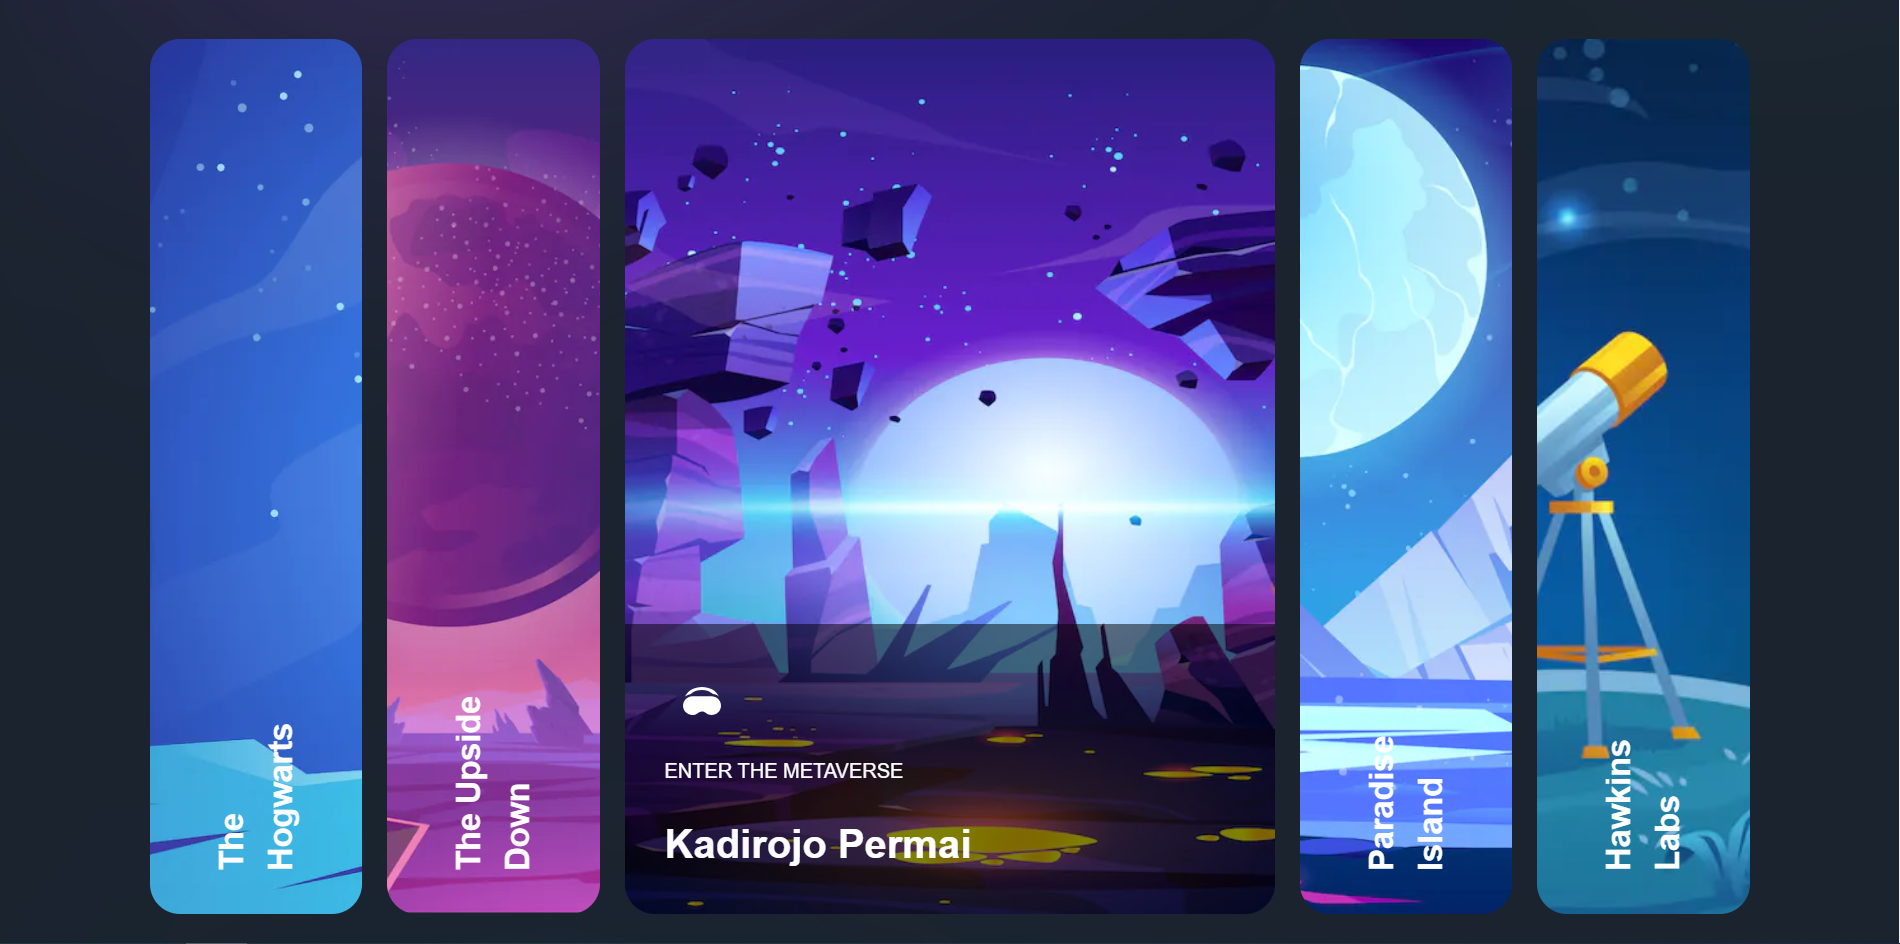 The
Hogwarts
The Upside
Down
ENTER THE METAVERSE
Kadirojo Permai
Paradise
Island
Hawkins
Labs